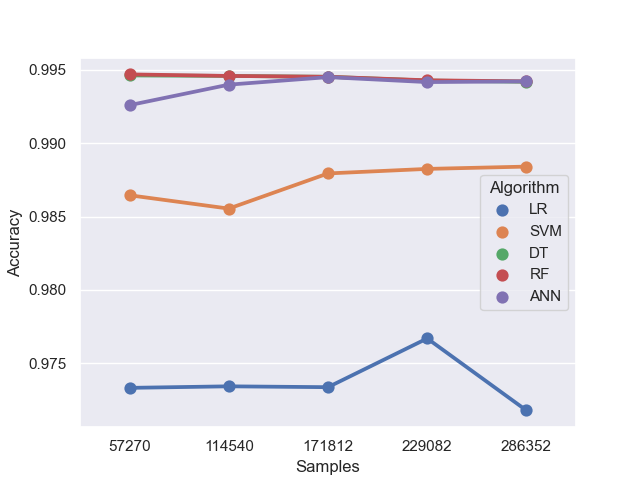 0.995
0.990
0.985
0.980
0.975
Accuracy
57270
114540
171812
229082
286352
Samples
Algorithm
LR
SVM
DT
RF
ANN